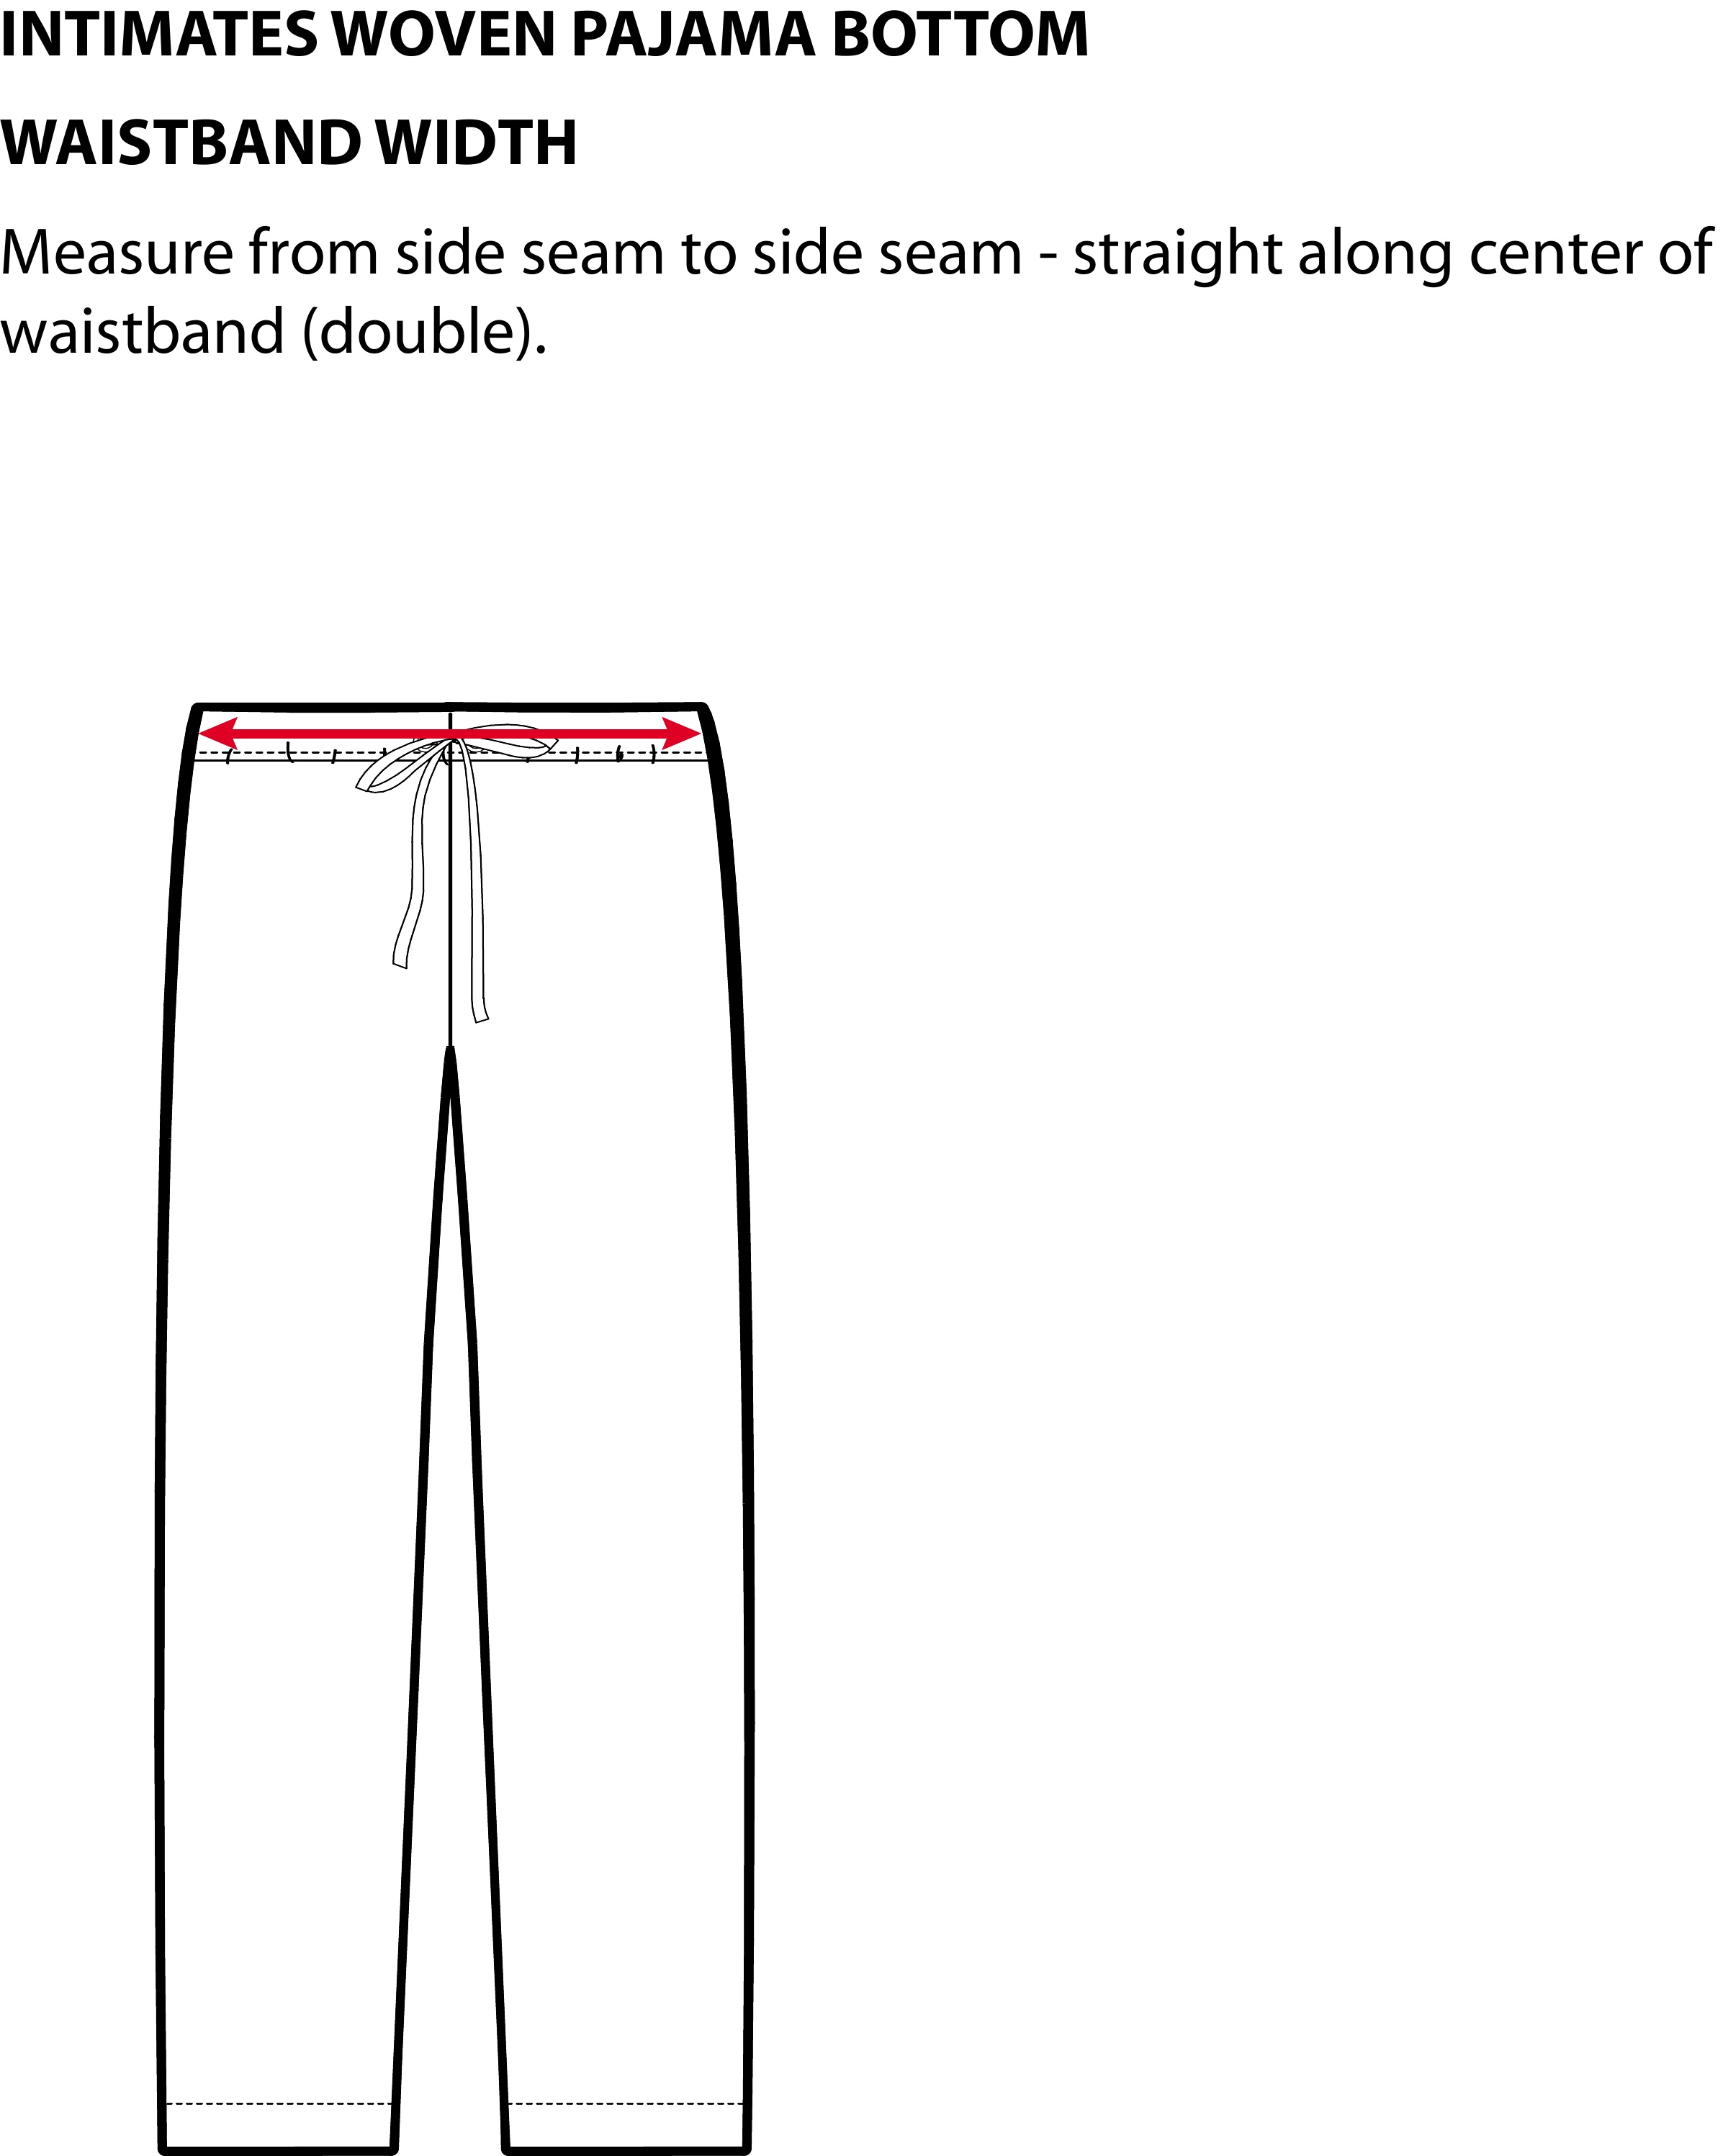 INTIMATES WOVEN PAJAMA BOTTOM
WAISTBAND WIDTH
Measure from side seam to side seam - straight along center of
waistband (double).